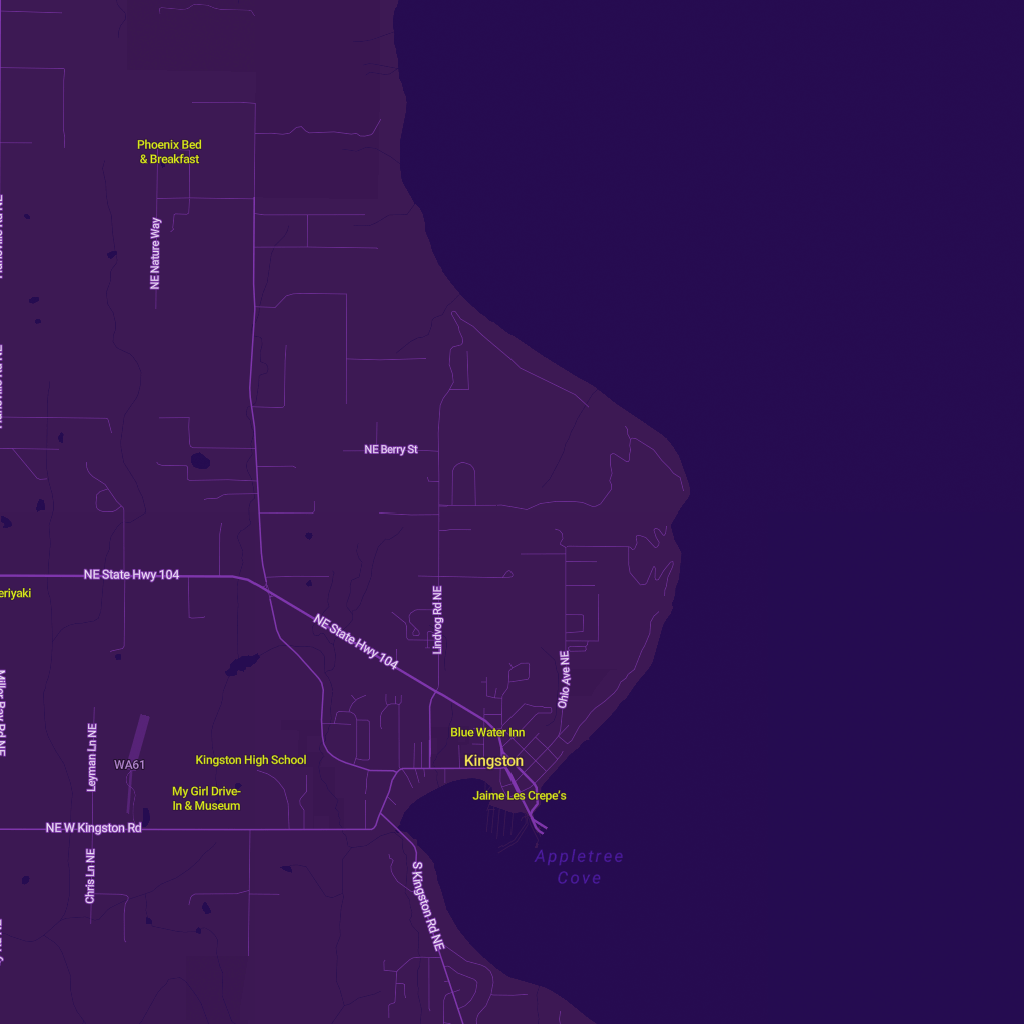 Phoenix Bed
& Breakfast
NE Nature Way
NE Berry St
NE State Hwy 104
NE State Hwy 104
Lindvog Rd NE
Ohio Ave NE
Blue Water Inn
Kingston
Leyman Ln NE
WA61
Kingston High School
My Girl Drive-
In & Museum
Jaime Les Crepe's
NE W Kingston Rd
Appletree
Cove
Chris Ln NE
S Kingston Rd NE